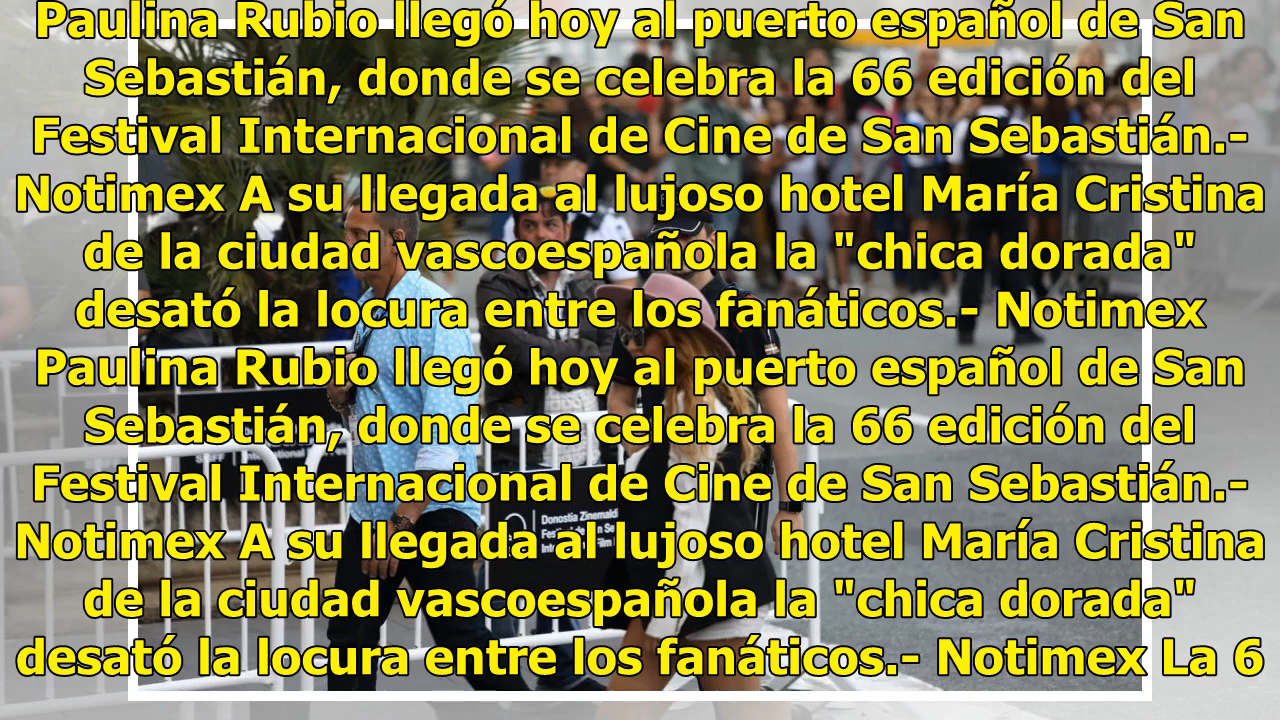 Paulina Rubio llegó hoy al puerto español de San
Sebastián, donde se celebra la 66 edición del
Festival Internacional de Cine de San Sebastián.-
Notimex A su llegada al lujoso hotel María Cristina
de la ciudad vascoespañola la "chica dorada"
desató la locura entre los fanáticos.- Notimex
Paulina Rubio llegó hoy al puerto español de San
Sebastián, donde se celebra la 66 edición del
Festival Internacional de Cine de San Sebastián.-
Notimex A su llegada al lujoso hotel María Cristina
de la ciudad vascoespañola la "chica dorada"
desató la locura entre los fanáticos.- Notimex La 6
Donostia Zinemaldi